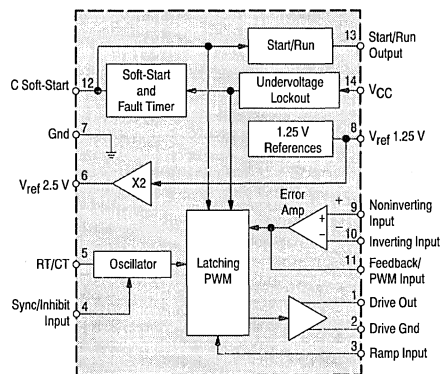 13
Start/Run
Output
Start/Run
C Soft-Start
12
Soft-Start
and
Fault Timer
Undervoltage
Lockout
14
VCC
Gnd
7
1.25 V
References
8
Vref 1.25 V
6
Vref 2.5 V
X2
Error
Amp
+
9
Noninverting
Input
+
−
−
10
Inverting Input
5
RT/CT
Oscillator
Latching
PWM
11
Feedback/
PWM Input
Sync/Inhibit
Input
4
1
Drive Out
2
Drive Gnd
3
Ramp Input